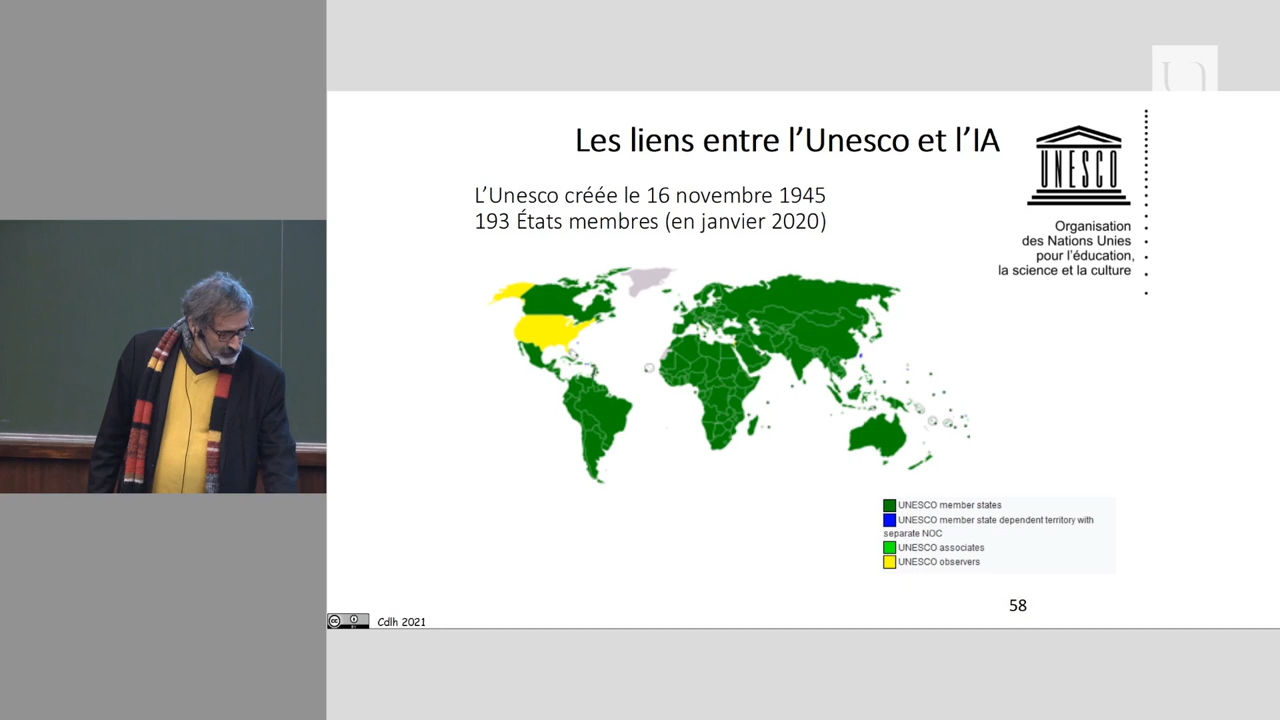 Les liens entre l’Unesco et l’IA
L’Unesco créée le 16 novembre 1945
193 États membres (en janvier 2020)
UNESCO
Organisation
des Nations Unies
pour l’éducation,
la science et la culture
UNESCO member states
UNESCO member state dependent territory with
separate NOC
UNESCO associates
UNESCO observers
58
cc
BY
Cdlh 2021